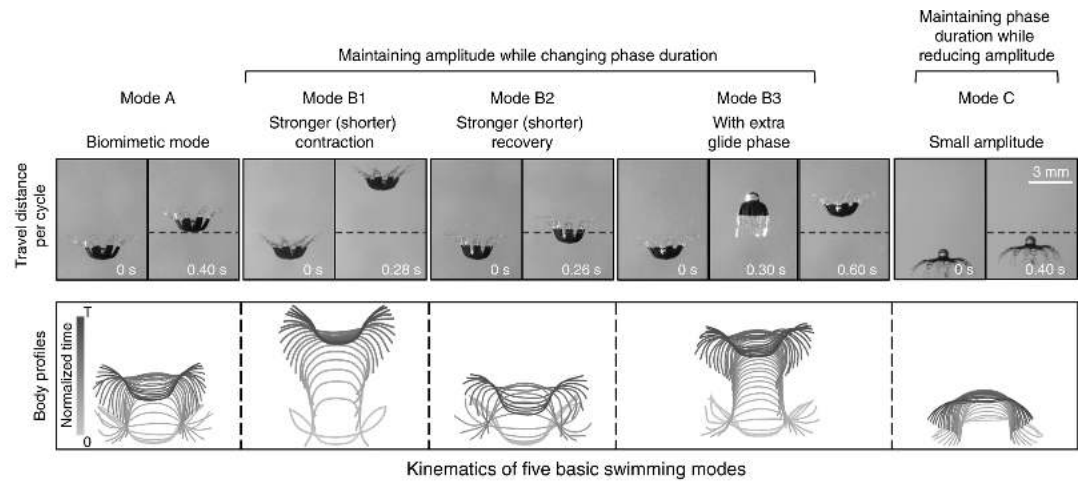 Maintaining phase
duration while
reducing amplitude
Maintaining amplitude while changing phase duration
Mode A
Mode B1
Mode B2
Mode B3
Mode C
Biomimetic mode
Stronger (shorter)
contraction
Stronger (shorter)
recovery
With extra
glide phase
Small amplitude
Travel distance
per cycle
3 mm
0 s
0.40 s
0 s
0.28 s
0 s
0.26 s
0 s
0.30 s
0.60 s
0 s
0.40 s
Body profiles
Normalized time
T
0
Kinematics of five basic swimming modes